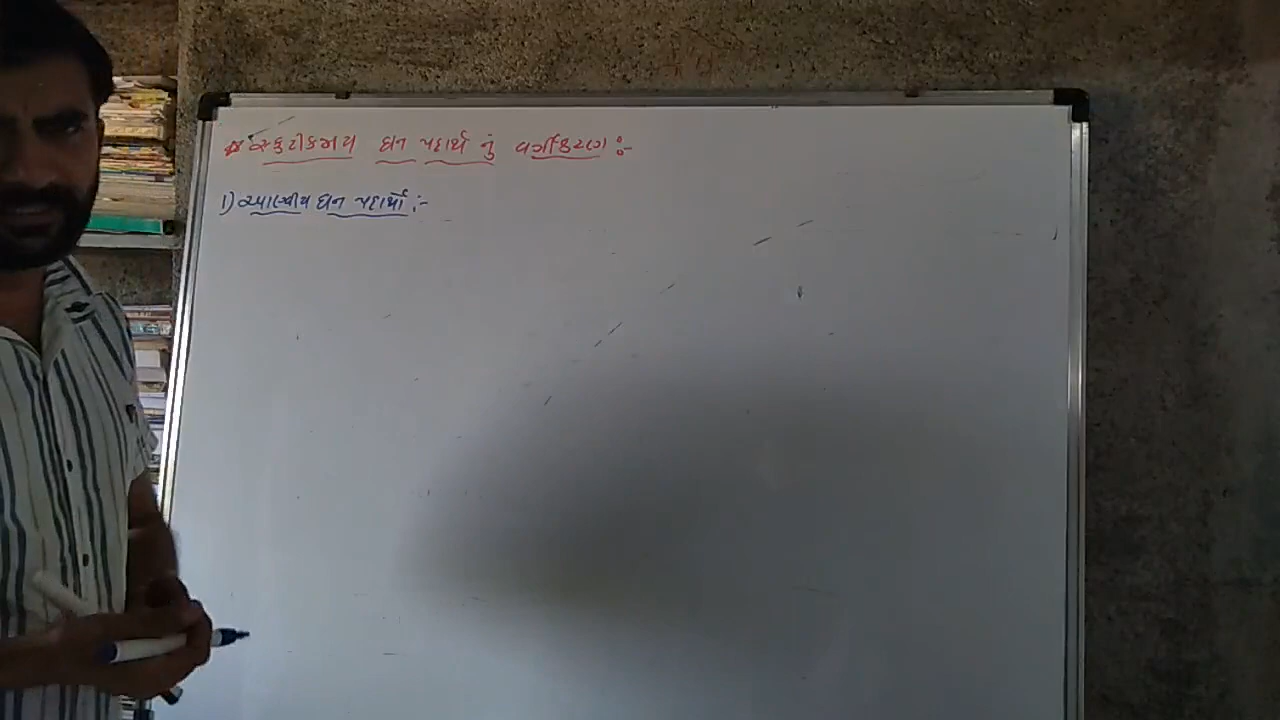 * સ્ફટીકમય ઘન પદાર્થ નું વર્ગીકરણ :-
1) આણ્વીય ઘન પદાર્થો :-